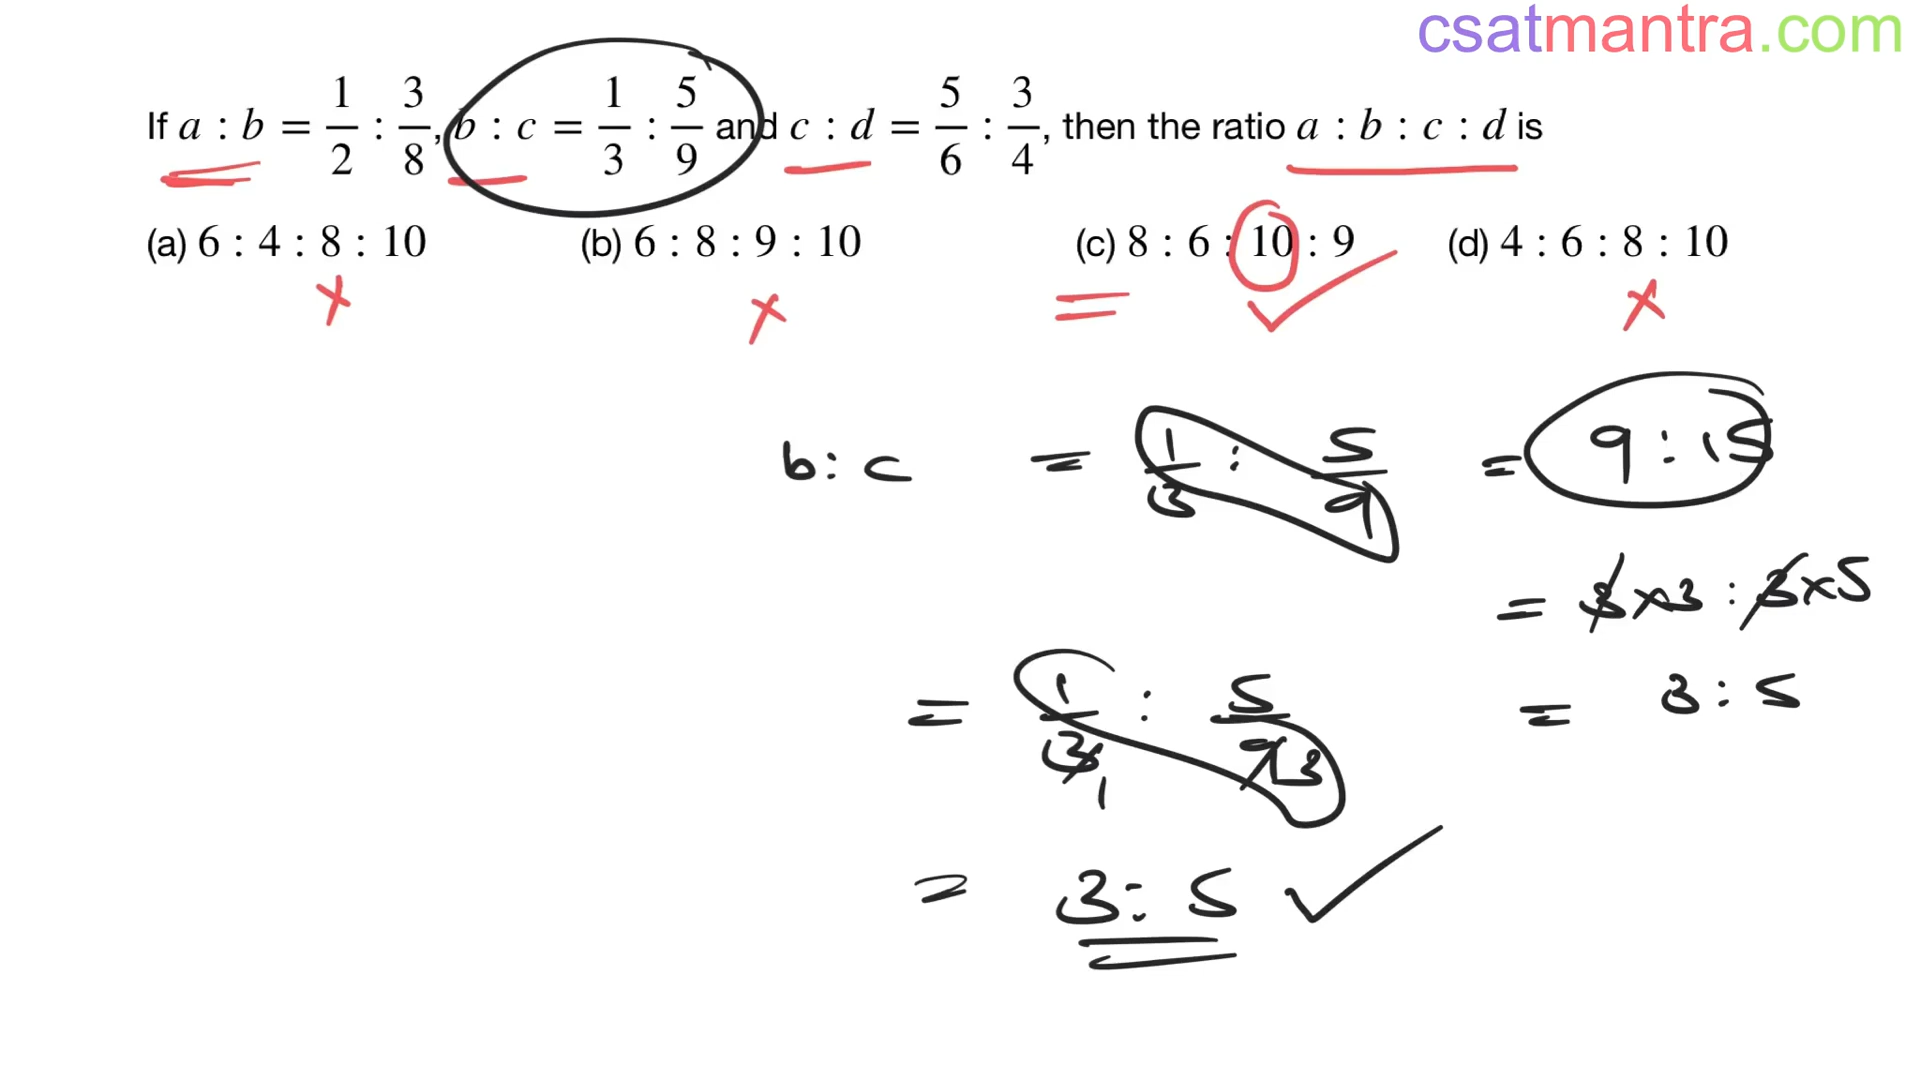 csatmantra.com
If a : b = 1/2 : 3/8, b : c = 1/3 : 5/9 and c : d = 5/6 : 3/4, then the ratio a : b : c : d is
(a) 6 : 4 : 8 : 10 (b) 6 : 8 : 9 : 10 (c) 8 : 6 : 10 : 9 (d) 4 : 6 : 8 : 10
b : c = 1/3 : 5/9 = 9 : 15
= 3 x 3 : 3 x 5
= 1/3 1 : 5/9 3 = 3 : 5
= 3 : 5